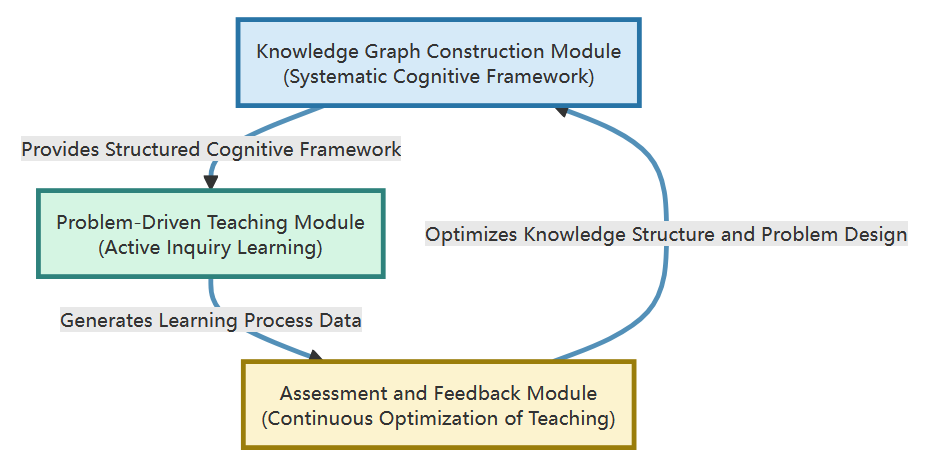 Knowledge Graph Construction Module
(Systematic Cognitive Framework)
Provides Structured Cognitive Framework
Problem-Driven Teaching Module
(Active Inquiry Learning)
Optimizes Knowledge Structure and Problem Design
Generates Learning Process Data
Assessment and Feedback Module
(Continuous Optimization of Teaching)